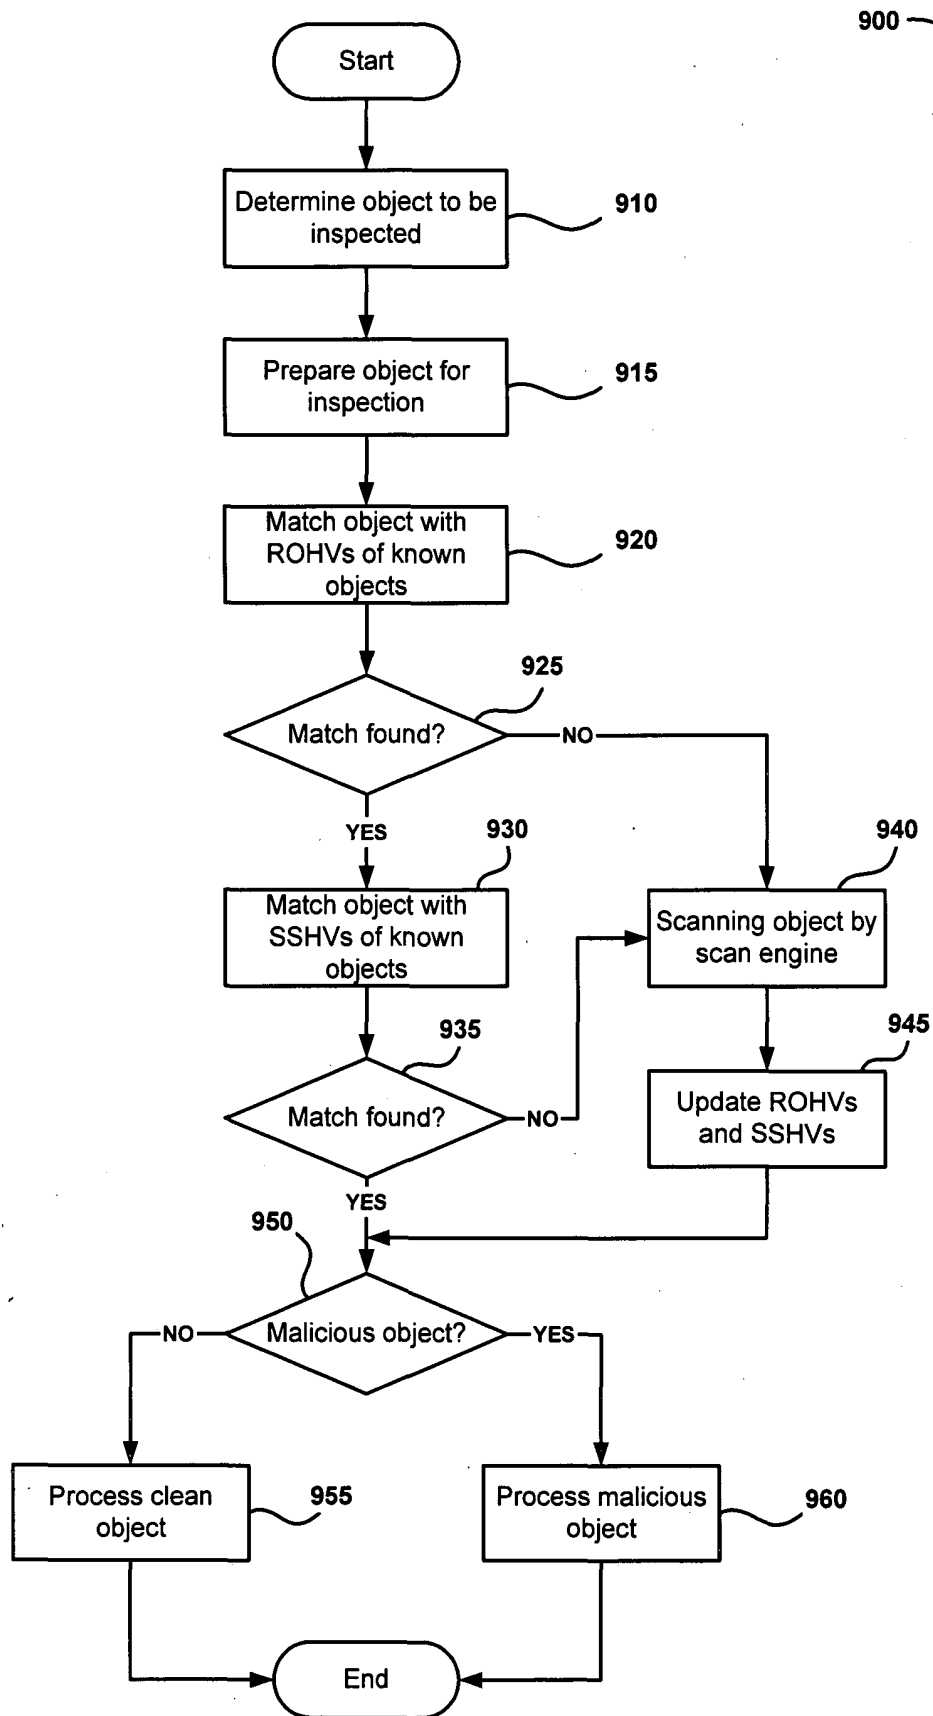 900
Start
Determine object to be
inspected
910
Prepare object for
inspection
915
Match object with
ROHVs of known
objects
920
925
Match found?
NO
YES
930
Match object with
SSHVs of known
objects
940
Scanning object by
scan engine
935
Match found?
NO
945
Update ROHVs
and SSHVs
YES
950
Malicious object?
NO
YES
Process clean
object
955
Process malicious
object
960
End